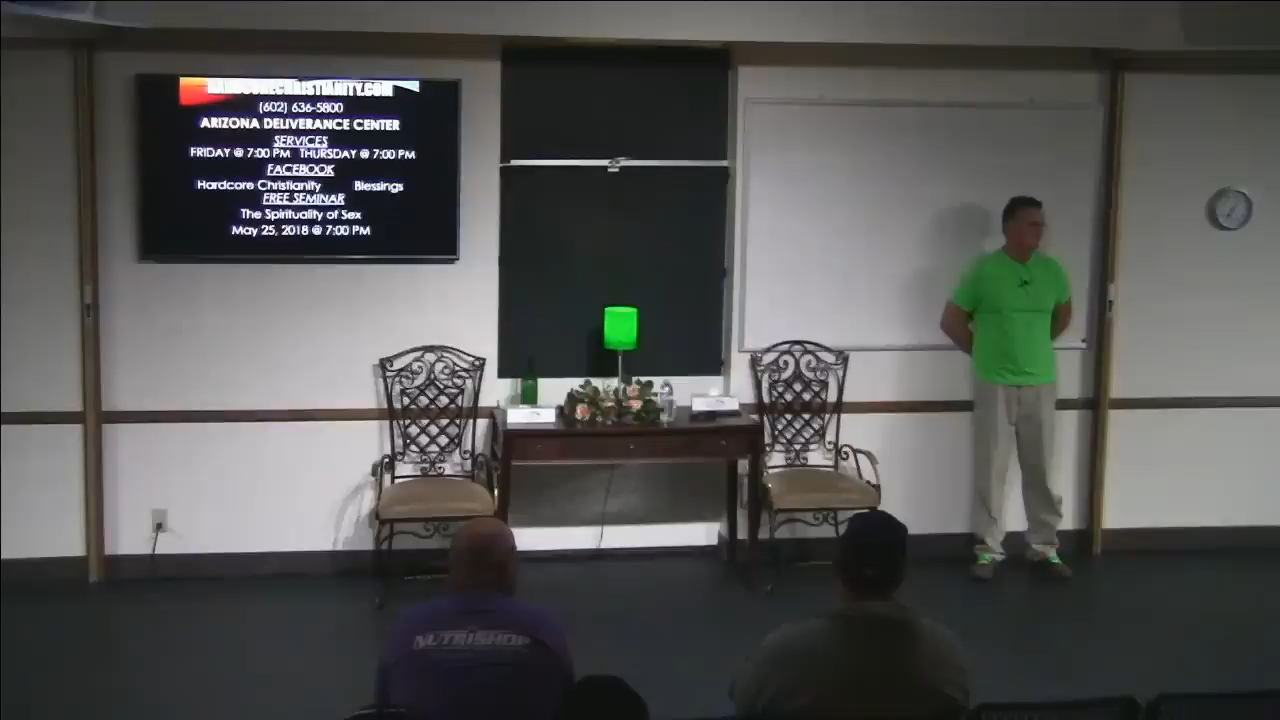 HARDCORECHRISTIANITY.COM
(602) 636-5800
ARIZONA DELIVERANCE CENTER
SERVICES
FRIDAY @ 7:00 PM THURSDAY @ 7:00 PM
FACEBOOK
Hardcore Christianity Blessings
FREE SEMINAR
The Spirituality of Sex
May 25, 2018 @ 7:00 PM
NUTRISHOP